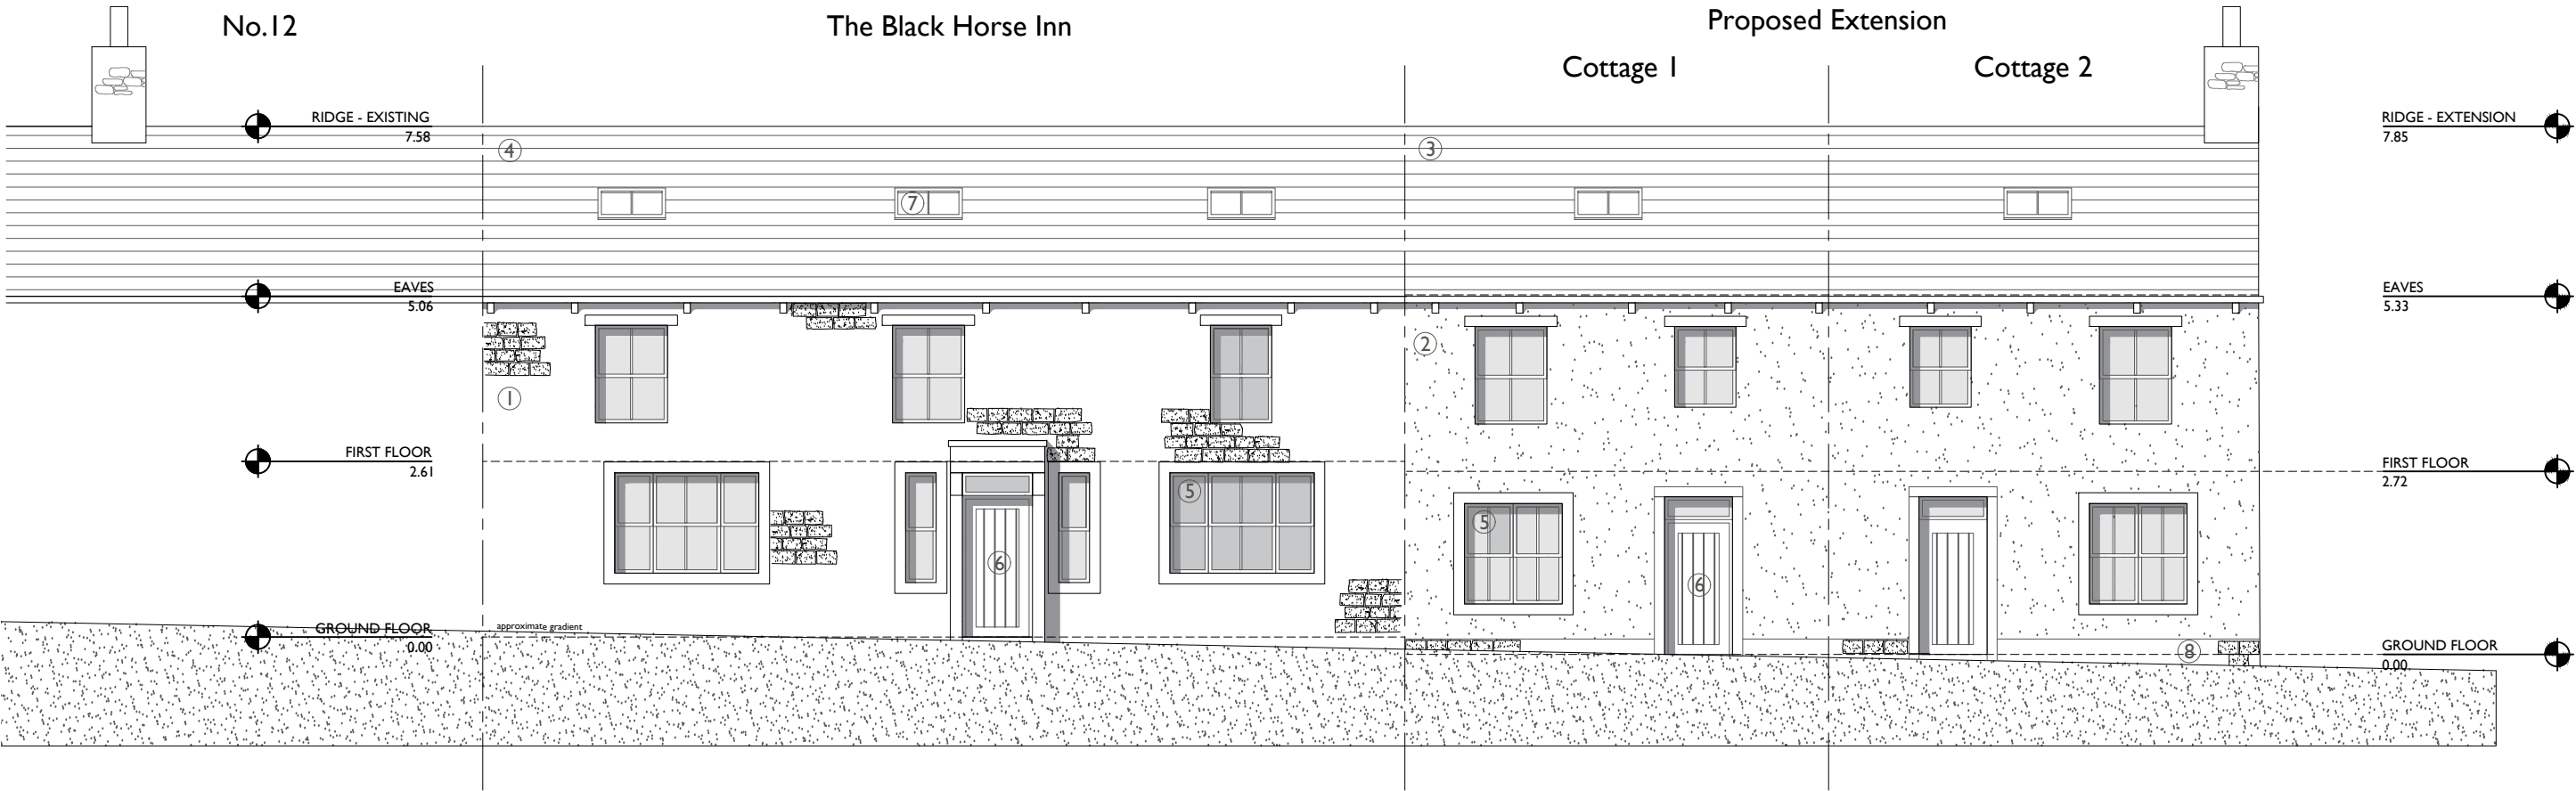 No.12
The Black Horse Inn
Proposed Extension
Cottage 1
Cottage 2
RIDGE - EXISTING
7.58
RIDGE - EXTENSION
7.85
4
3
7
EAVES
5.06
EAVES
5.33
2
1
FIRST FLOOR
2.61
FIRST FLOOR
2.72
5
5
6
6
GROUND FLOOR
0.00
approximate gradient
8
GROUND FLOOR
0.00